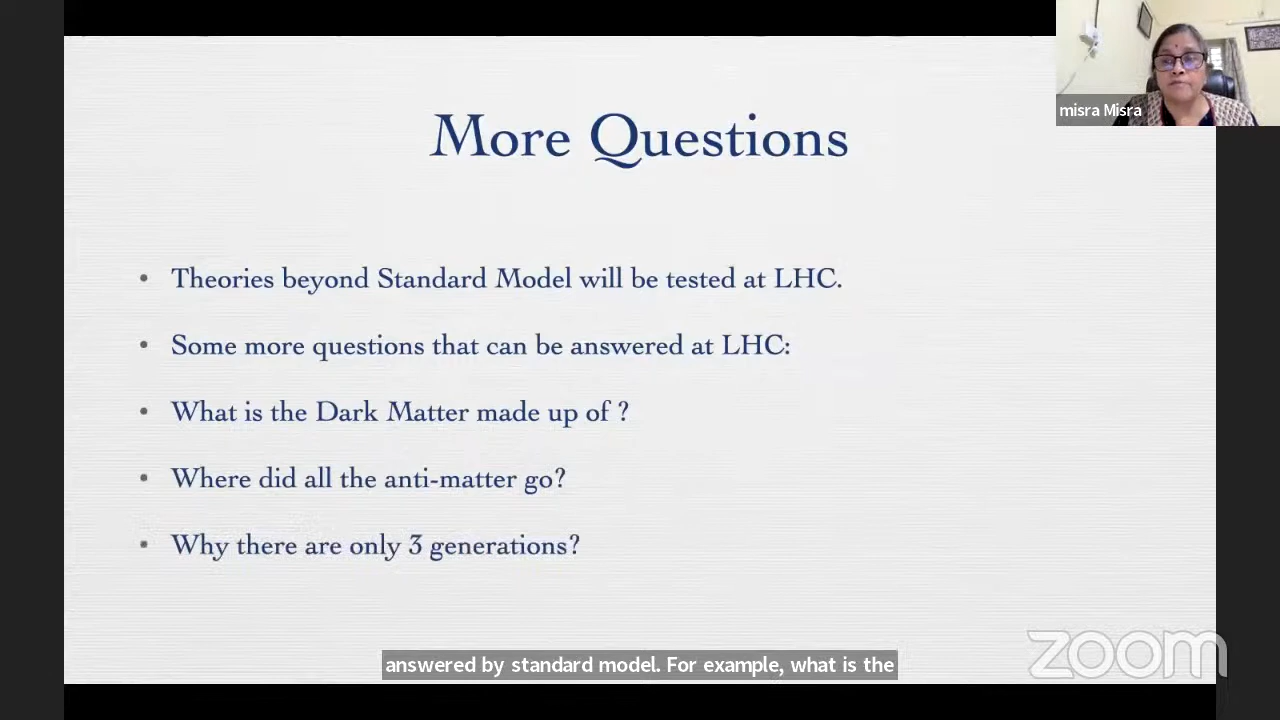 misra Misra
More Questions
• Theories beyond Standard Model will be tested at LHC.
• Some more questions that can be answered at LHC:
• What is the Dark Matter made up of ?
• Where did all the anti-matter go?
• Why there are only 3 generations?
answered by standard model. For example, what is the
zoom